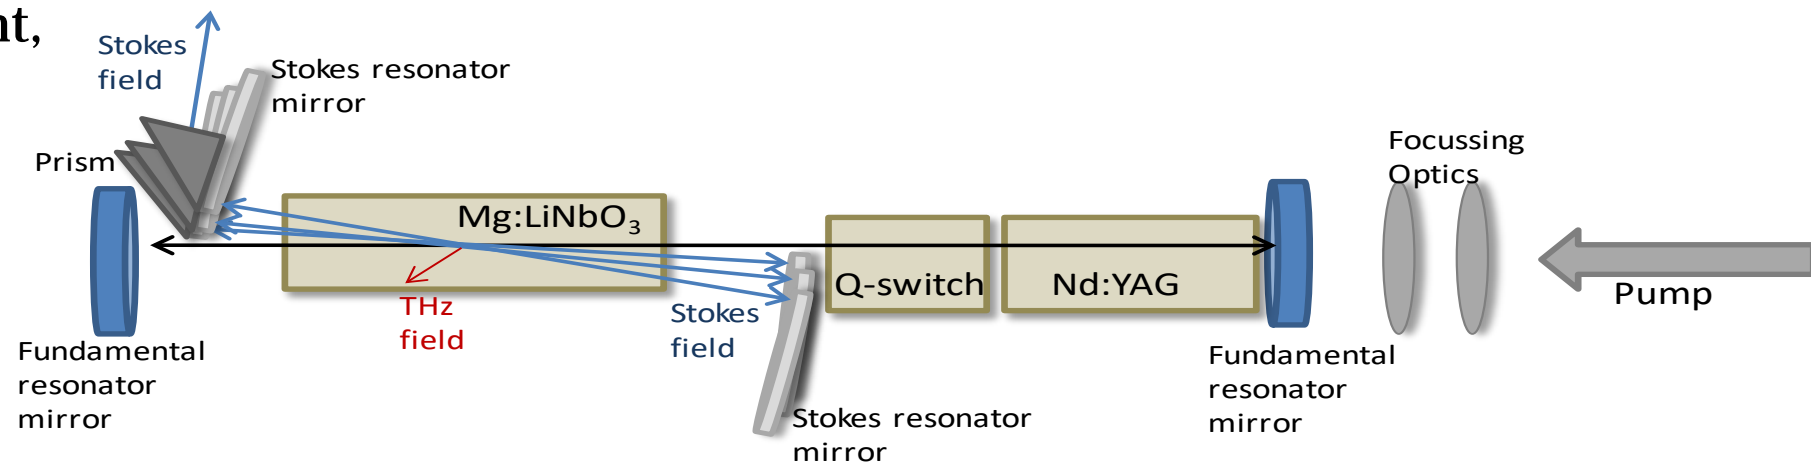 nt,
Stokes
field
Stokes resonator
mirror
Prism
Focussing
Optics
Mg:LiNbO₃
Q-switch
Nd:YAG
Pump
THz
field
Stokes
field
Fundamental
resonator
mirror
Fundamental
resonator
mirror
Stokes resonator
mirror